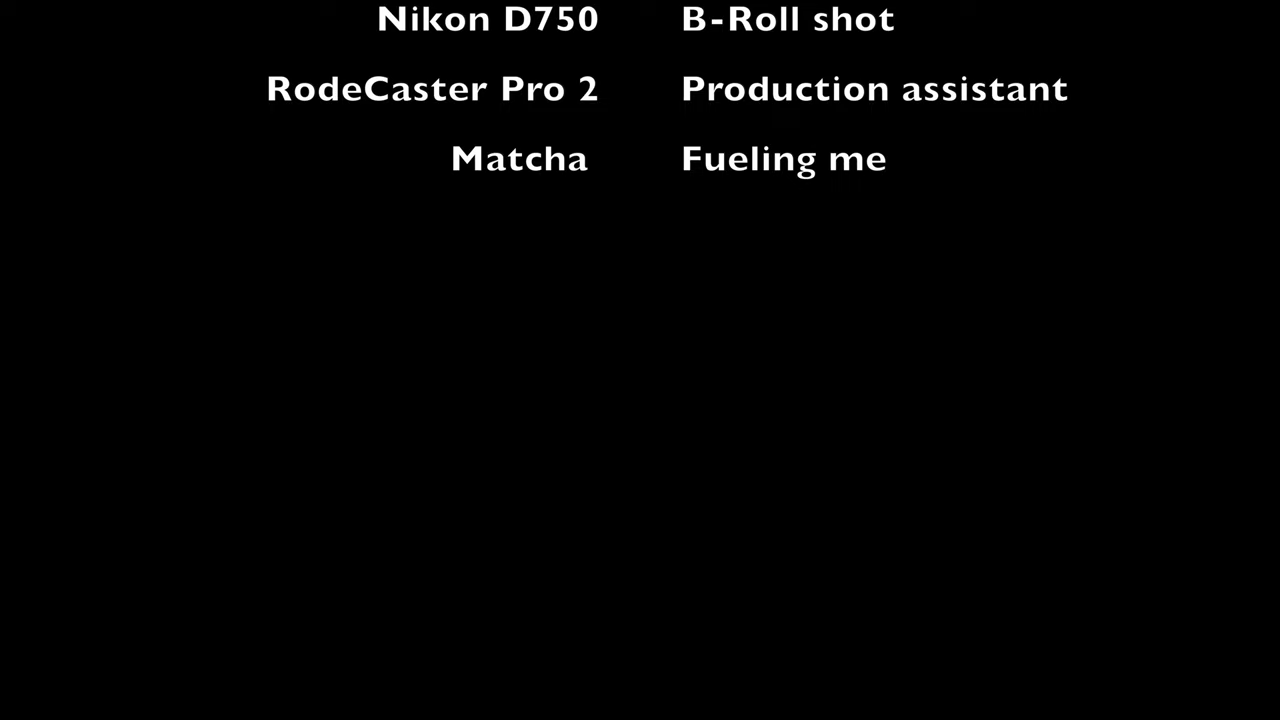 Nikon D750 B-Roll shot
RodeCaster Pro 2 Production assistant
Matcha Fueling me